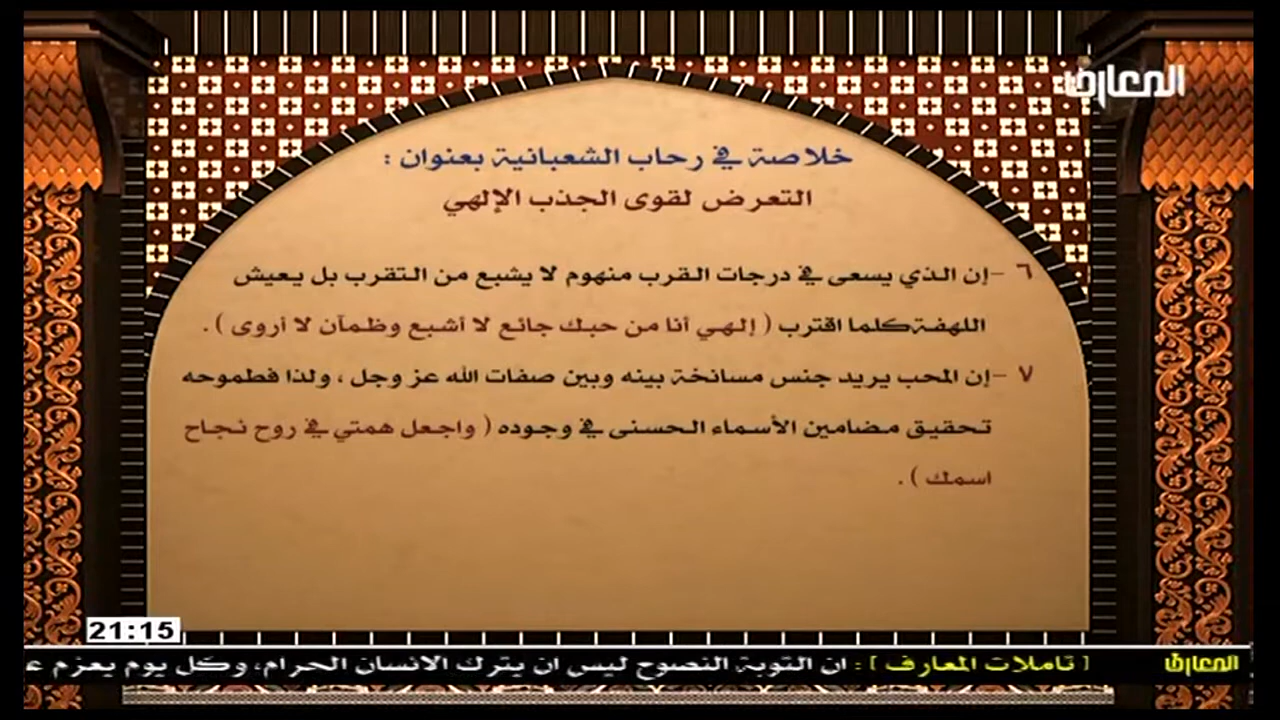 المعارف
خلاصة في رحاب الشعبانية بعنوان :
التعرض لقوى الجذب الإلهي
٦ -إن الذي يسعى في درجات القرب منهوم لا يشبع من التقرب بل يعيش
اللهفة كلما اقترب ( إلهي أنا من حبك جائع لا أشبع وظمآن لا أروى ) .
٧ -إن المحب يريد جنس مسانخة بينه وبين صفات الله عز وجل ، ولذا فطموحه
تحقيق مضامين الأسماء الحسنى في وجوده ( واجعل همتي في روح نجاح
اسمك ) .
21:15
المعارف [ تاملات المعارف ] : ان التوبة النصوح ليس ان يترك الانسان الحرام، وكل يوم يعزم